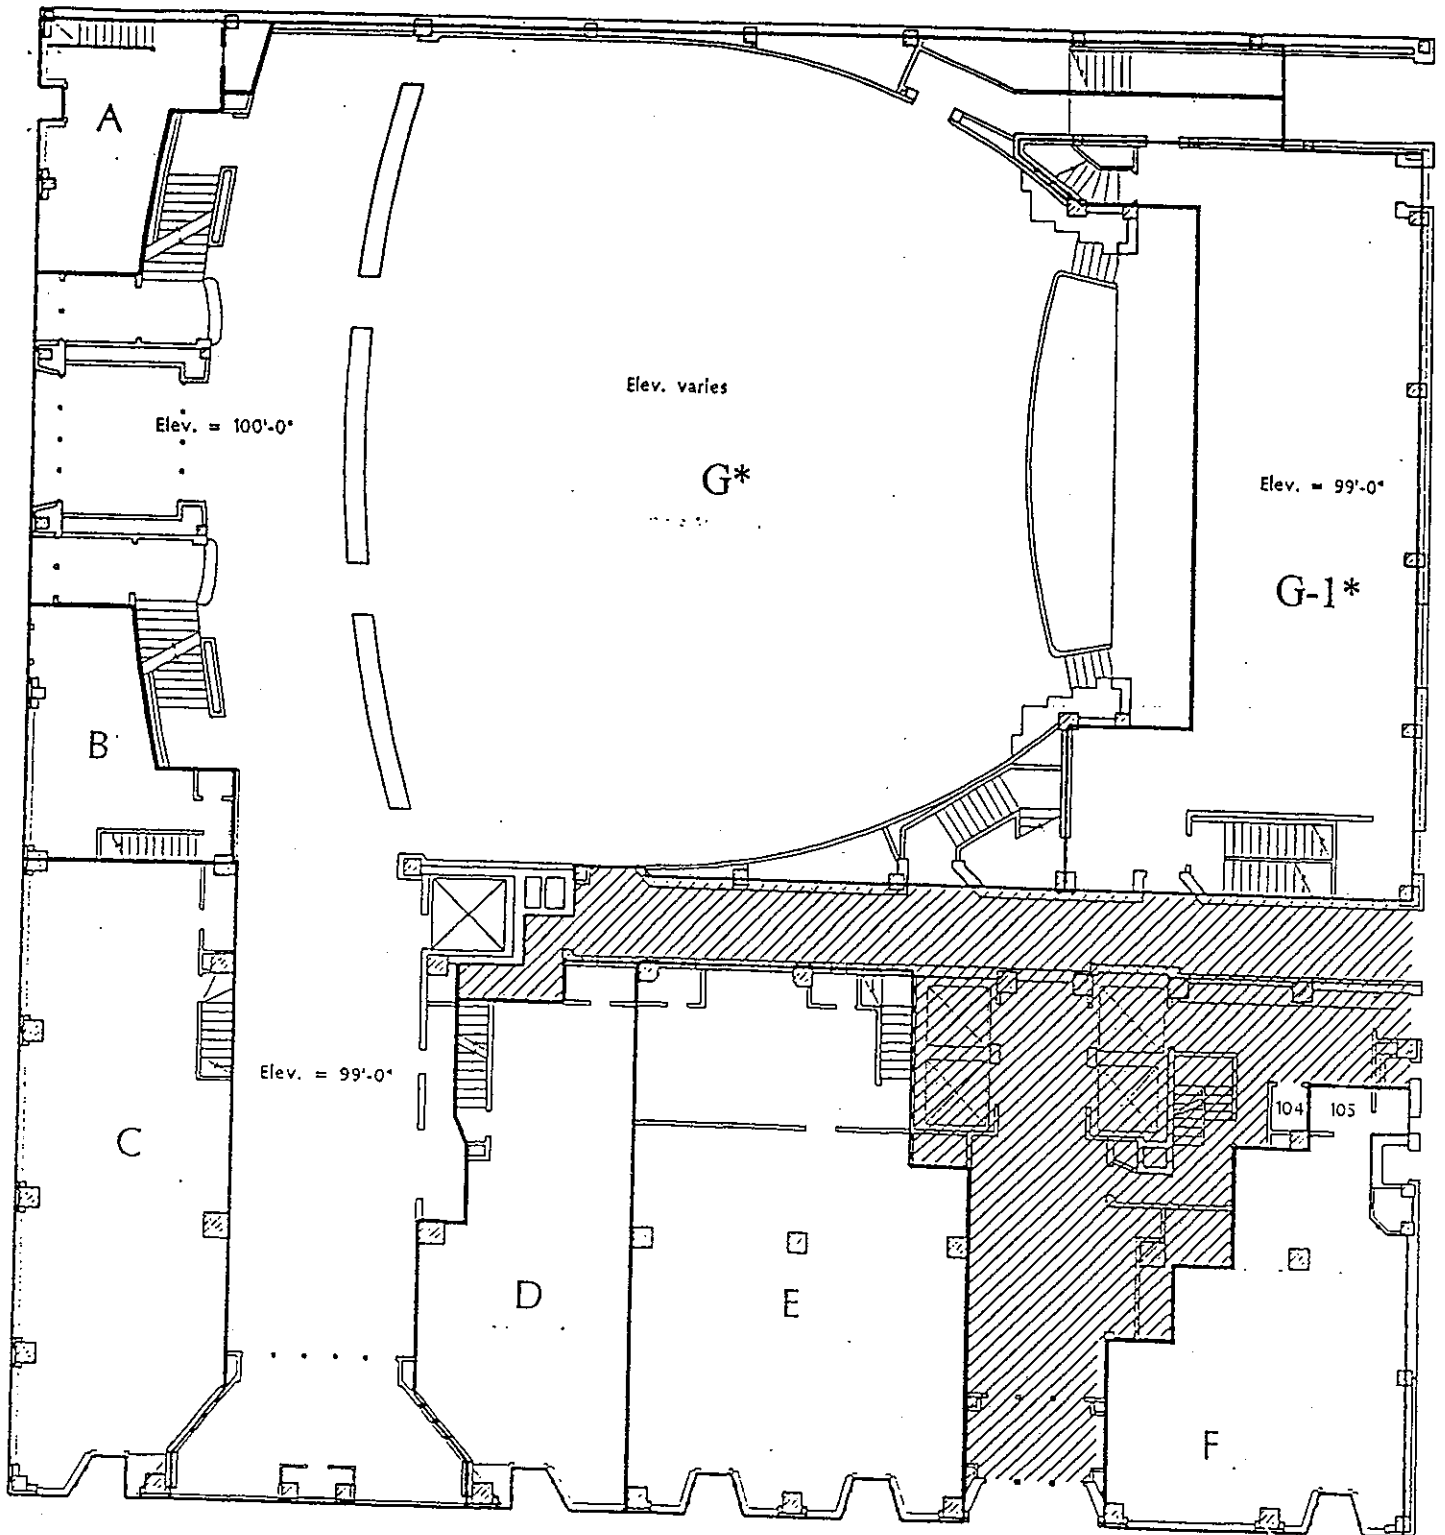 A
Elev. varies
Elev. = 100'-0"
G*
Elev. = 99'-0"
G-1*
B
Elev. = 99'-0"
104 105
C
D
E
F